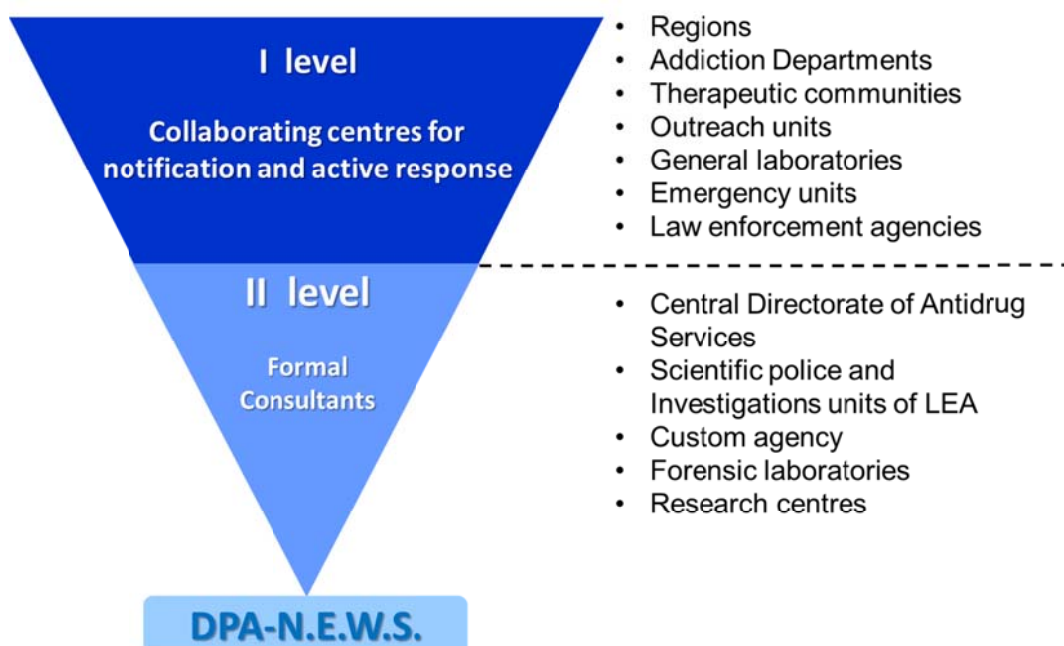 I level
Collaborating centres for
notification and active response
• Regions
• Addiction Departments
• Therapeutic communities
• Outreach units
• General laboratories
• Emergency units
• Law enforcement agencies
II level
Formal
Consultants
• Central Directorate of Antidrug
Services
• Scientific police and
Investigations units of LEA
• Custom agency
• Forensic laboratories
• Research centres
DPA-N.E.W.S.